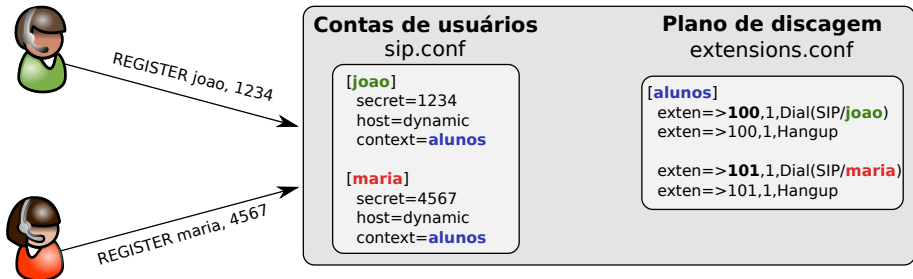 REGISTER joao, 1234
REGISTER maria, 4567
Contas de usuários
sip.conf
[joao]
secret=1234
host=dynamic
context=alunos
[maria]
secret=4567
host=dynamic
context=alunos
Plano de discagem
extensions.conf
[alunos]
exten=>100,1,Dial(SIP/joao)
exten=>100,1,Hangup
exten=>101,1,Dial(SIP/maria)
exten=>101,1,Hangup